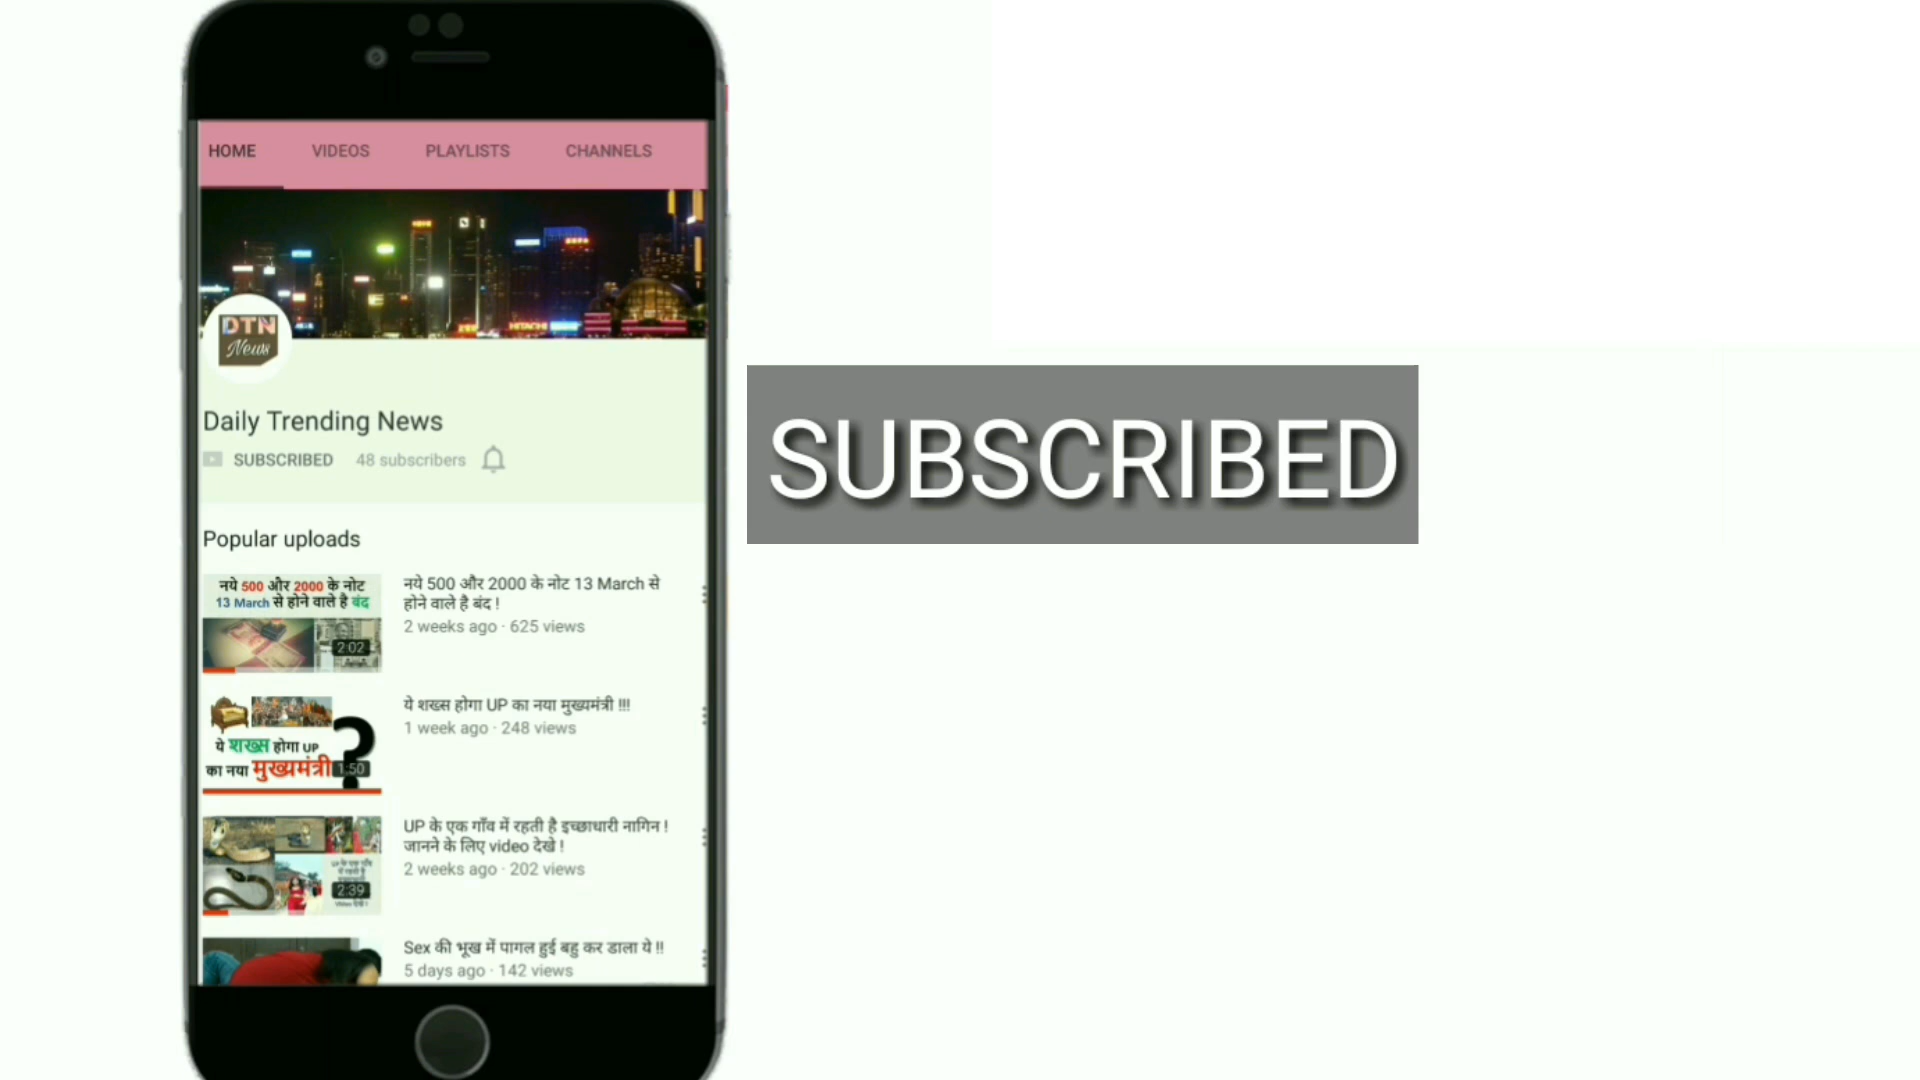 HOME VIDEOS PLAYLISTS CHANNELS
HITACHI
DTN
News
Daily Trending News
SUBSCRIBED 48 subscribers
SUBSCRIBED
Popular uploads
नये 500 और 2000 के नोट
13 March से होने वाले है बंद
2:02
नये 500 और 2000 के नोट 13 March से
होने वाले है बंद !
2 weeks ago · 625 views
ये शख्स होगा UP
का नया मुख्यमंत्री ?
1:50
ये शख्स होगा UP का नया मुख्यमंत्री !!!
1 week ago · 248 views
2:39
UP के एक गाँव में रहती है इच्छाधारी नागिन !
जानने के लिए video देखे !
2 weeks ago · 202 views
Sex की भूख में पागल हुई बहु कर डाला ये !!
5 days ago · 142 views